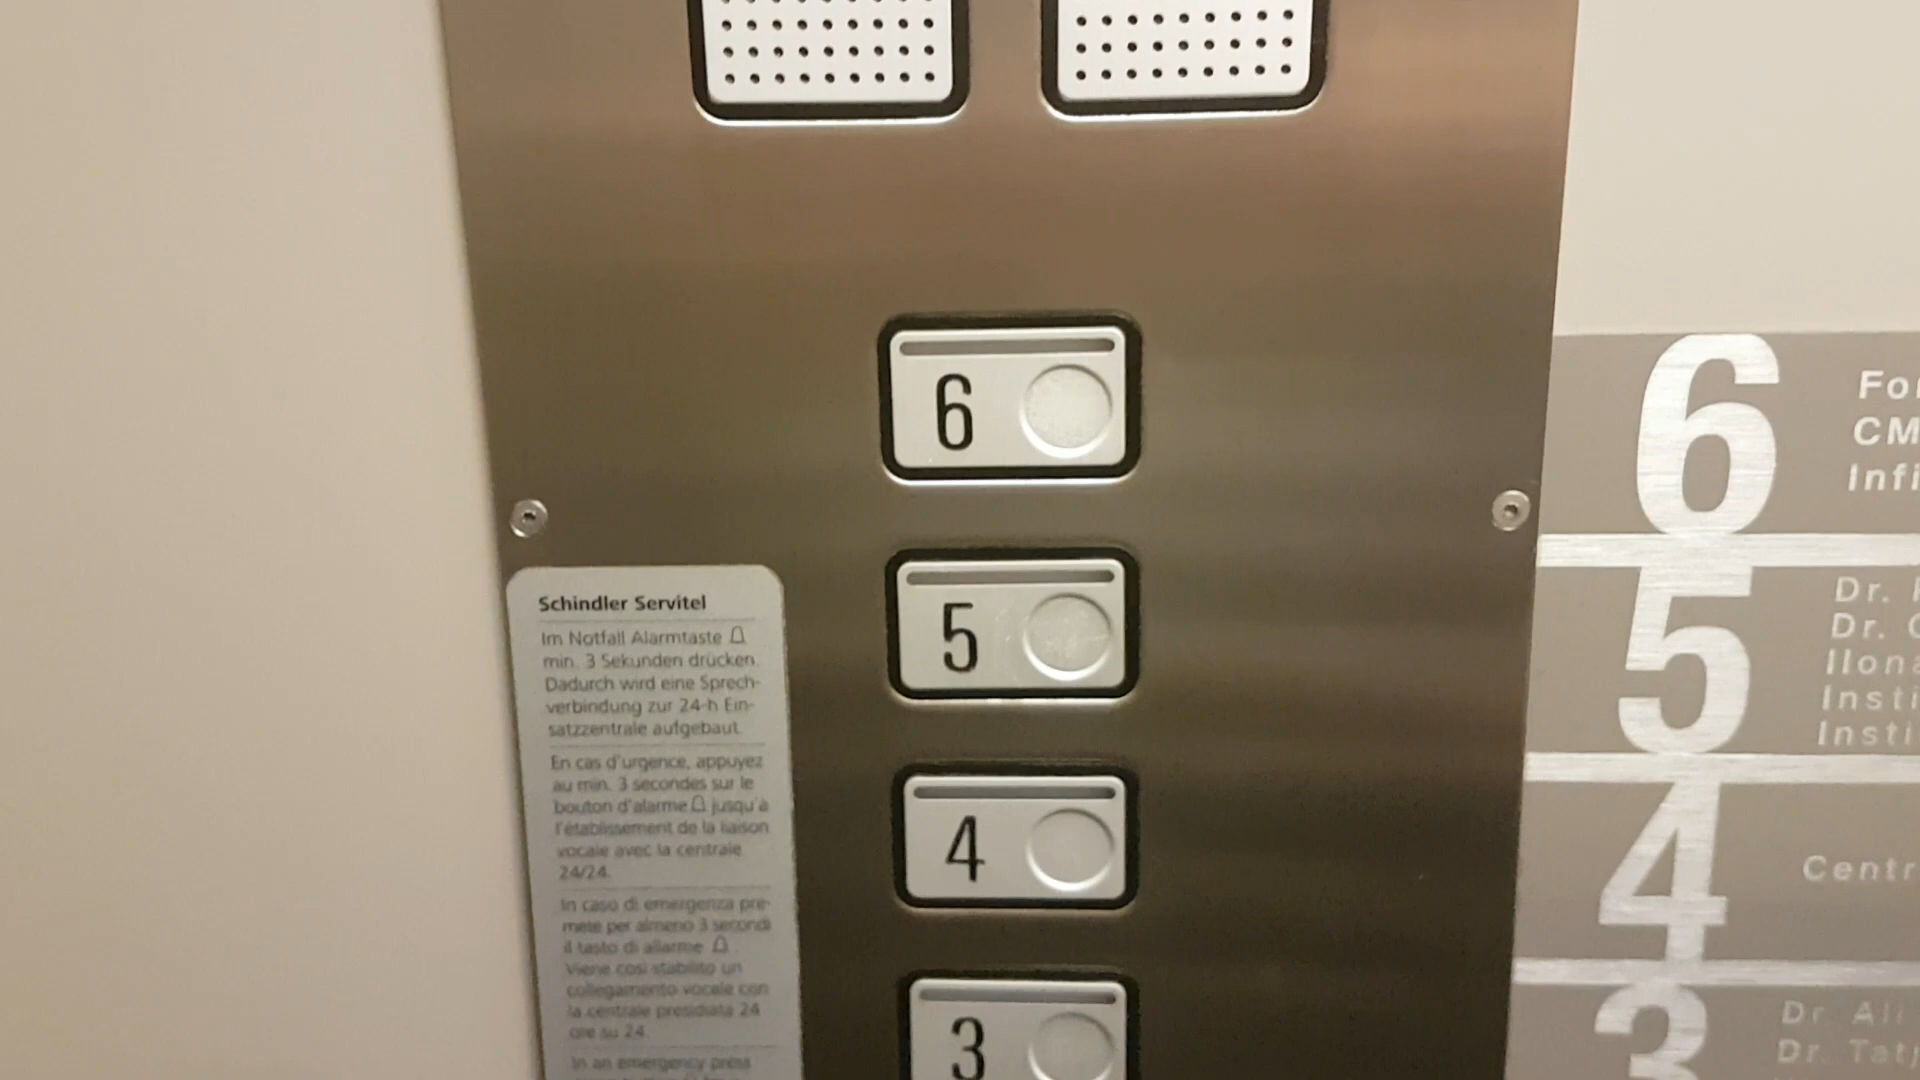 6
5
4
3
Schindler Servitel
Im Notfall Alarmtaste
min. 3 Sekunden drücken.
Dadurch wird eine Sprech-
verbindung zur 24-h Ein-
satzzentrale aufgebaut.
En cas d'urgence, appuyez
au min. 3 secondes sur le
bouton d'alarme jusqu'à
l'établissement de la liaison
vocale avec la centrale
24/24.
In caso di emergenza pre-
mete per almeno 3 secondi
il tasto di allarme .
Viene così stabilito un
collegamento vocale con
la centrale presidiata 24
ore su 24.
In an emergency press
6
CM
Infi
5
Dr.
Dr.
Ilona
Insti
Insti
4
Centr
3
Dr. Ali
Dr. Tatj